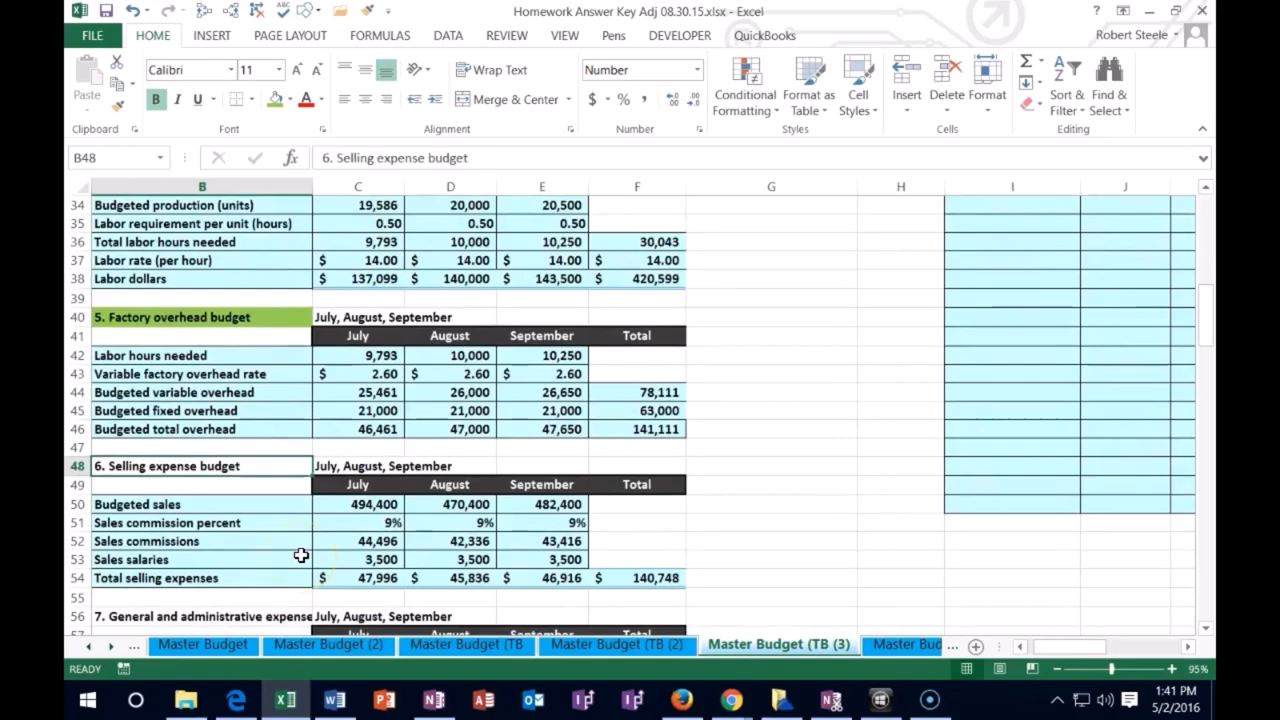 Homework Answer Key Adj 08.30.15.xlsx - Excel
FILE HOME INSERT PAGE LAYOUT FORMULAS DATA REVIEW VIEW Pens DEVELOPER QuickBooks Robert Steele
Calibri 11 Wrap Text Number
Paste B I U Merge & Center $ % Conditional Formatting Format as Table Cell Styles Insert Delete Format Sort & Filter Find & Select
Clipboard Font Alignment Number Styles Cells Editing
B48 fx 6. Selling expense budget
B C D E F G H I J
34 Budgeted production (units) 19,586 20,000 20,500
35 Labor requirement per unit (hours) 0.50 0.50 0.50
36 Total labor hours needed 9,793 10,000 10,250 30,043
37 Labor rate (per hour) $ 14.00 $ 14.00 $ 14.00 $ 14.00
38 Labor dollars $ 137,099 $ 140,000 $ 143,500 $ 420,599
39
40 5. Factory overhead budget July, August, September
41 July August September Total
42 Labor hours needed 9,793 10,000 10,250
43 Variable factory overhead rate $ 2.60 $ 2.60 $ 2.60
44 Budgeted variable overhead 25,461 26,000 26,650 78,111
45 Budgeted fixed overhead 21,000 21,000 21,000 63,000
46 Budgeted total overhead 46,461 47,000 47,650 141,111
47
48 6. Selling expense budget July, August, September
49 July August September Total
50 Budgeted sales 494,400 470,400 482,400
51 Sales commission percent 9% 9% 9%
52 Sales commissions 44,496 42,336 43,416
53 Sales salaries 3,500 3,500 3,500
54 Total selling expenses $ 47,996 $ 45,836 $ 46,916 $ 140,748
55
56 7. General and administrative expense July, August, September
57 July August September Total
... Master Budget Master Budget (2) Master Budget (TB Master Budget (TB (2) Master Budget (TB (3) Master Bud ...
READY 95%
1:41 PM
5/2/2016